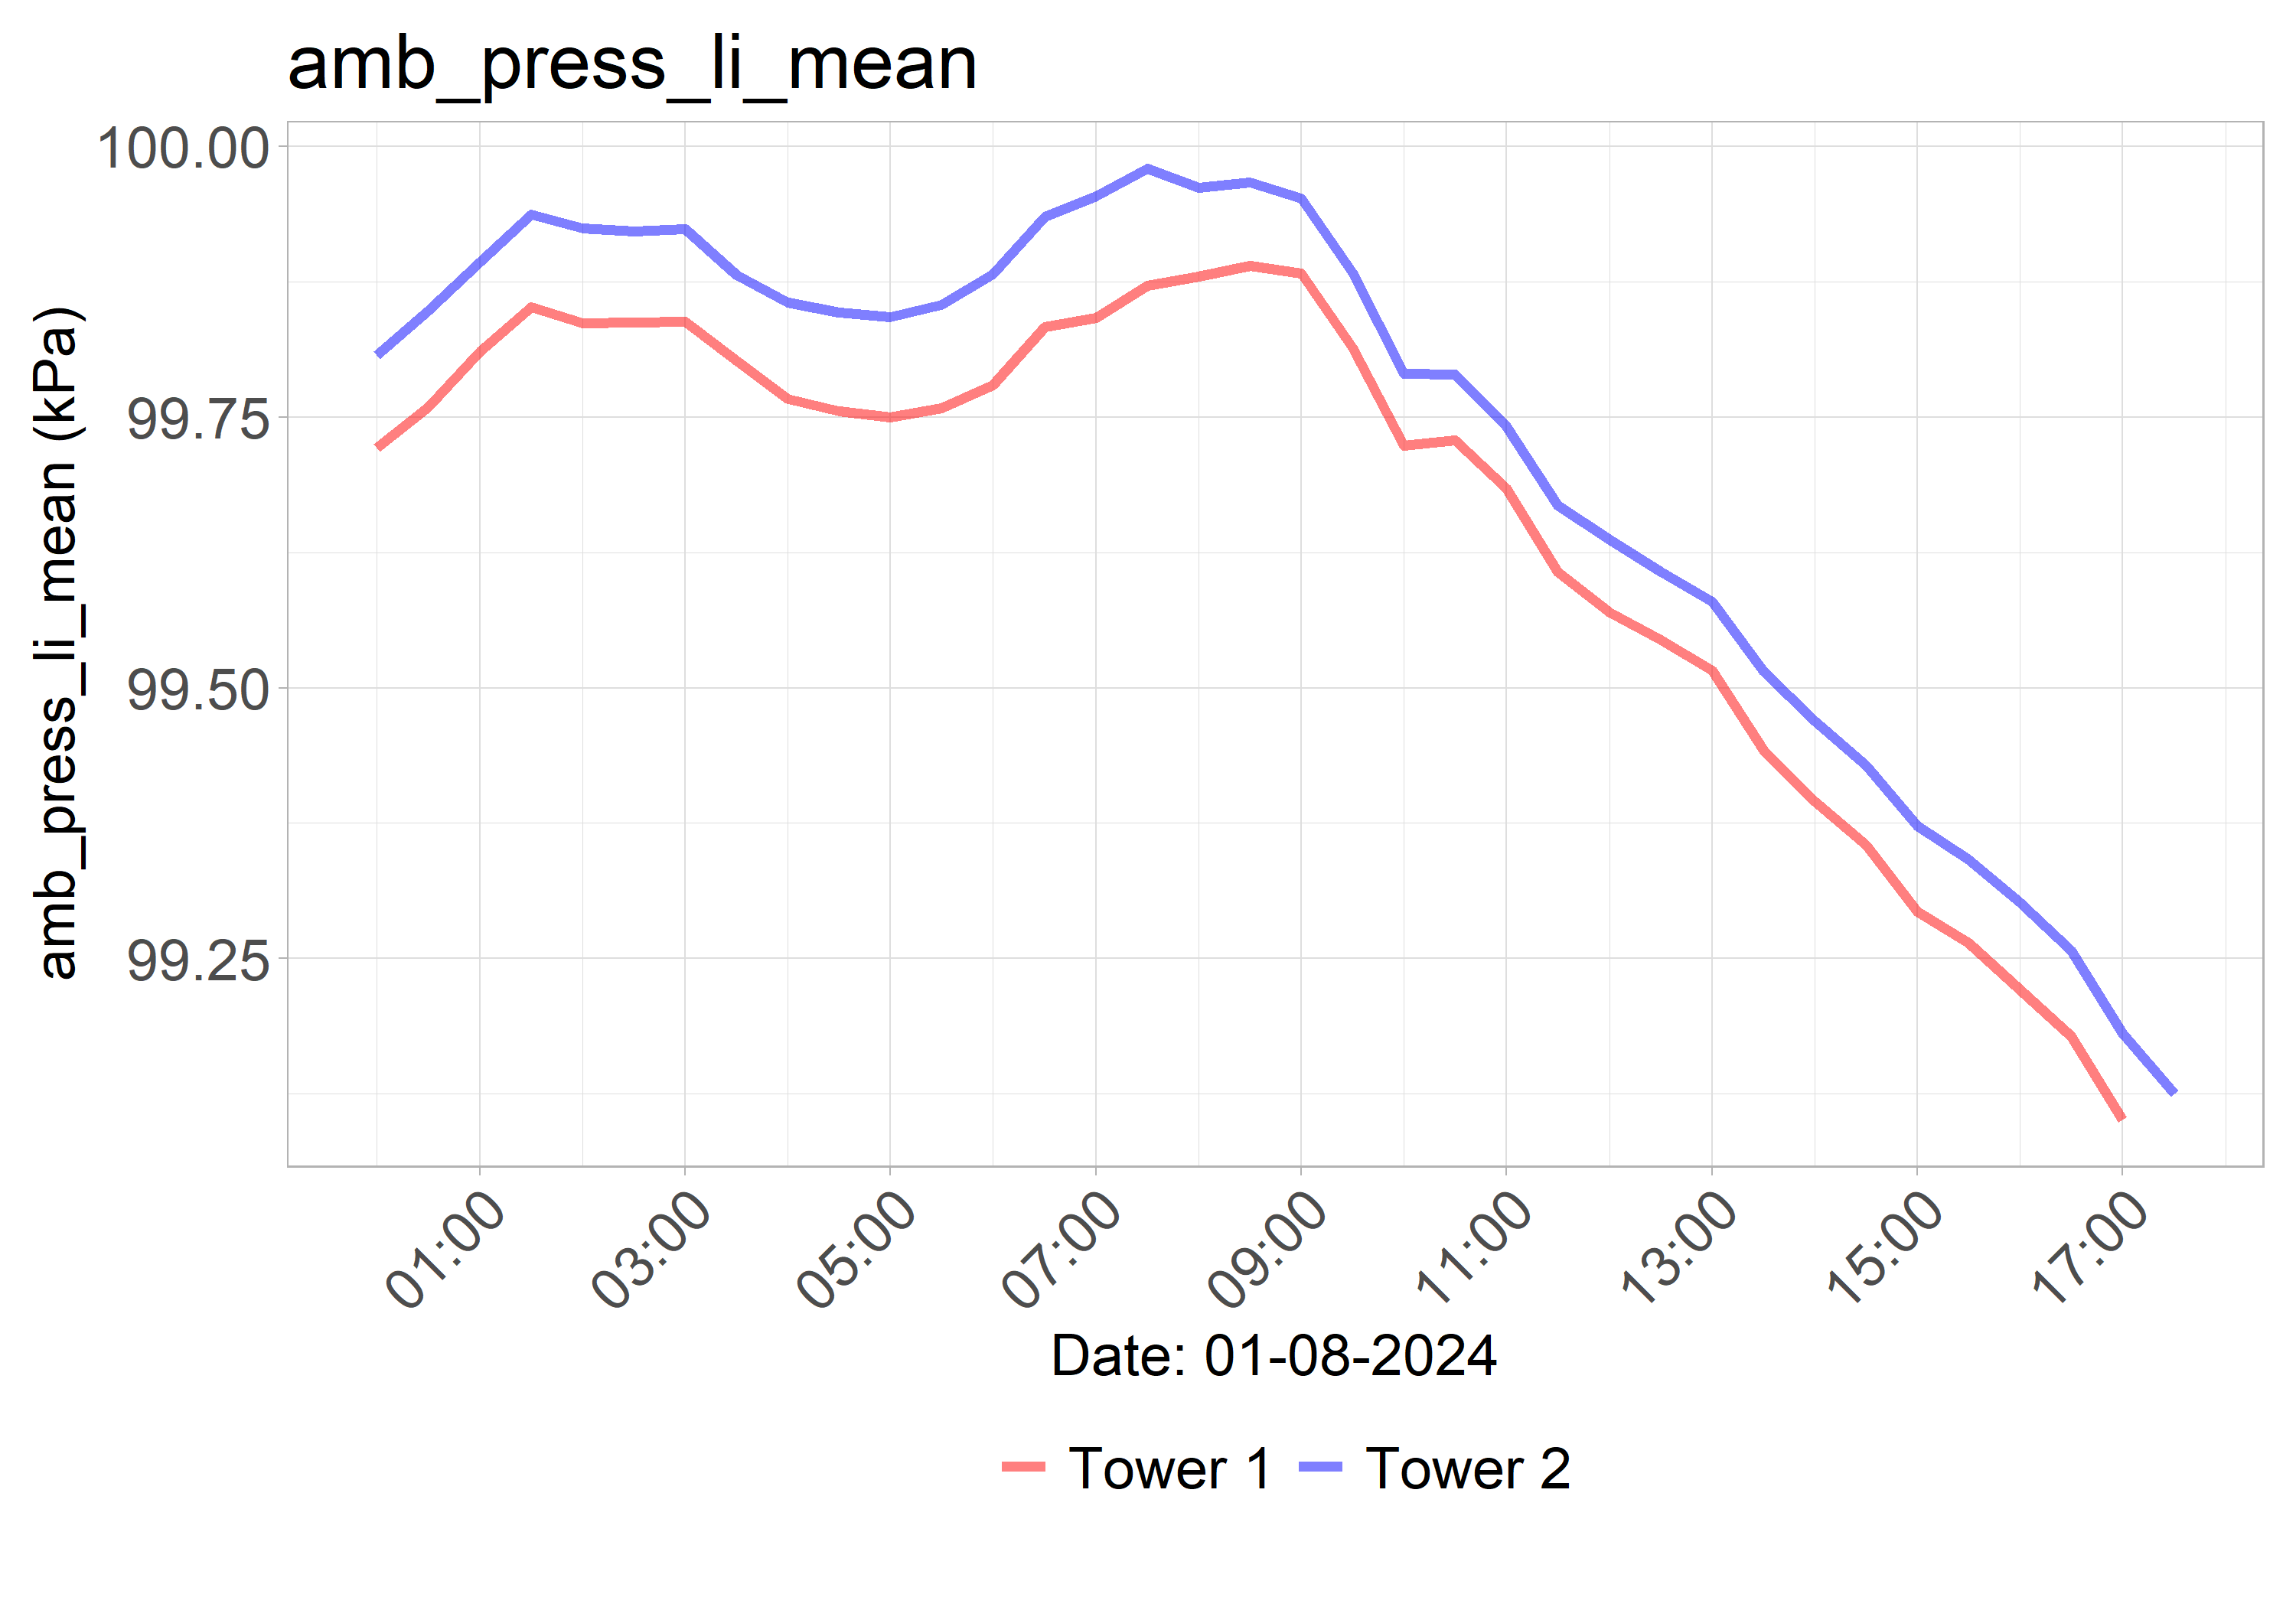 amb_press_li_mean
amb_press_li_mean (kPa)
100.00
99.75
99.50
99.25
01:00
03:00
05:00
07:00
09:00
11:00
13:00
15:00
17:00
Date: 01-08-2024
Tower 1
Tower 2